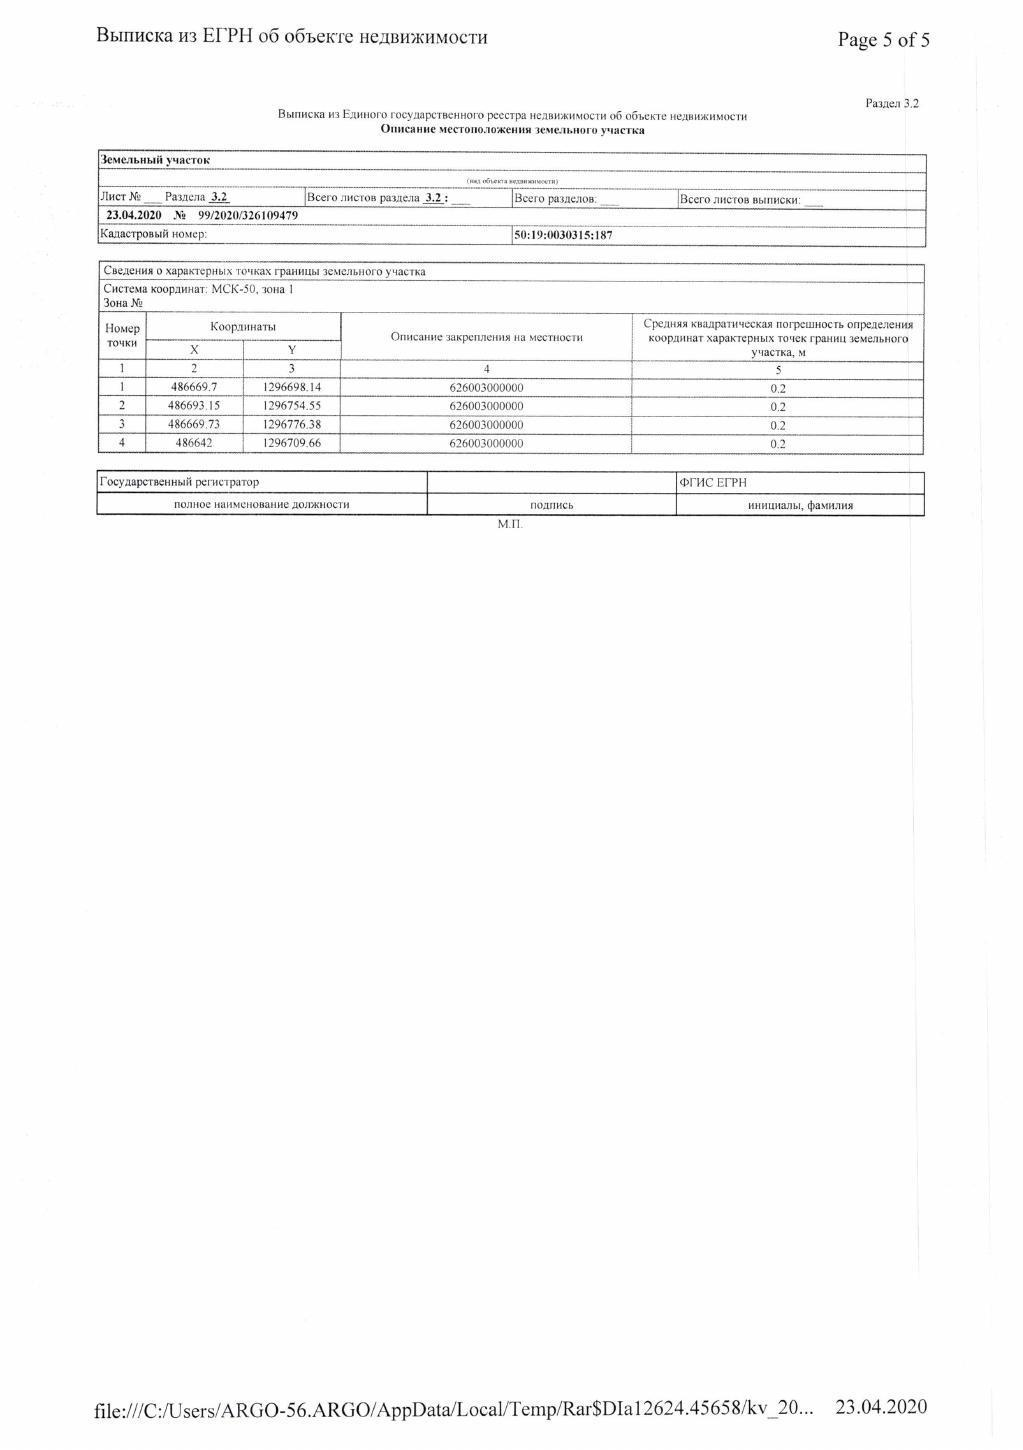 Выписка из ЕГРН об объекте недвижимости
Page 5 of 5
Раздел 3.2
Выписка из Единого государственного реестра недвижимости об объекте недвижимости
Описание местоположения земельного участка
Земельный участок
(вид объекта недвижимости)
Лист № ___ Раздела 3.2 Всего листов раздела 3.2 : ___ Всего разделов: ___ Всего листов выписки: ___
23.04.2020 № 99/2020/326109479
Кадастровый номер: 50:19:0030315:187
Сведения о характерных точках границы земельного участка
Система координат: МСК-50, зона 1
Зона №
Номер точки Координаты Описание закрепления на местности Средняя квадратическая погрешность определения координат характерных точек границ земельного участка, м
X Y
1 2 3 4 5
1 486669.7 1296698.14 626003000000 0.2
2 486693.15 1296754.55 626003000000 0.2
3 486669.73 1296776.38 626003000000 0.2
4 486642 1296709.66 626003000000 0.2
Государственный регистратор ФГИС ЕГРН
полное наименование должности подпись инициалы, фамилия
М.П.
file:///C:/Users/ARGO-56.ARGO/AppData/Local/Temp/Rar$DIa12624.45658/kv_20... 23.04.2020